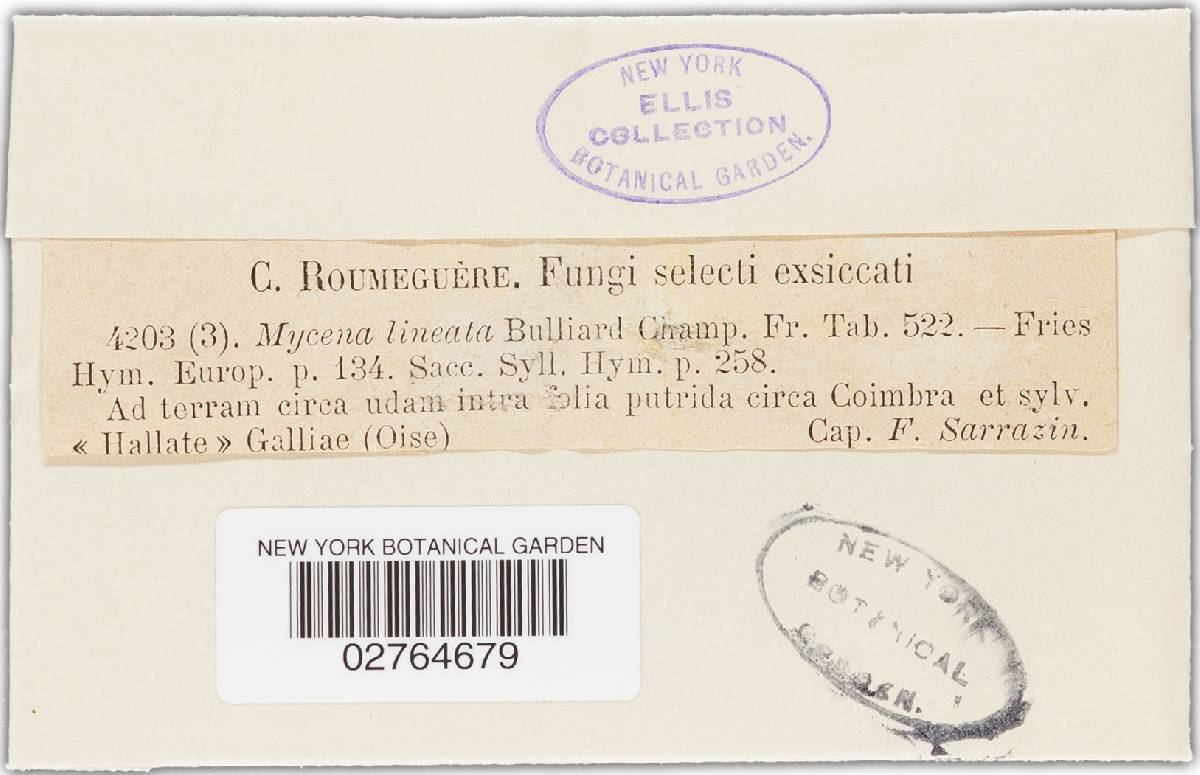 NEW YORK
ELLIS
COLLECTION
BOTANICAL GARDEN.
C. ROUMEGUÈRE. Fungi selecti exsiccati
4203 (3). Mycena lineata Bulliard Champ. Fr. Tab. 522. — Fries
Hym. Europ. p. 134. Sacc. Syll. Hym. p. 258.
Ad terram circa udam intra folia putrida circa Coimbra et sylv.
« Hallate » Galliae (Oise) Cap. F. Sarrazin.
NEW YORK BOTANICAL GARDEN
02764679
NEW YORK
BOTANICAL
GARDEN.